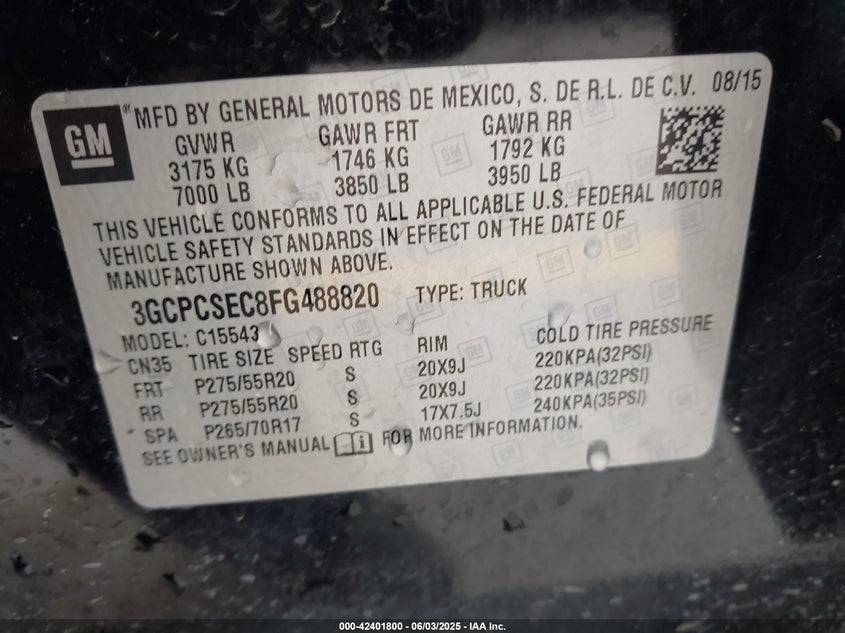 GM
® MFD BY GENERAL MOTORS DE MEXICO, S. DE R.L. DE C.V. 08/15
GVWR GAWR FRT GAWR RR
3175 KG 1746 KG 1792 KG
7000 LB 3850 LB 3950 LB
THIS VEHICLE CONFORMS TO ALL APPLICABLE U.S. FEDERAL MOTOR
VEHICLE SAFETY STANDARDS IN EFFECT ON THE DATE OF
MANUFACTURE SHOWN ABOVE.
3GCPCSEC8FG488820 TYPE: TRUCK
MODEL: C15543
CN35 TIRE SIZE SPEED RTG RIM COLD TIRE PRESSURE
FRT P275/55R20 S 20X9J 220KPA(32PSI)
RR P275/55R20 S 20X9J 220KPA(32PSI)
SPA P265/70R17 S 17X7.5J 240KPA(35PSI)
SEE OWNER'S MANUAL FOR MORE INFORMATION.
000-42401800 - 06/03/2025 - IAA Inc.